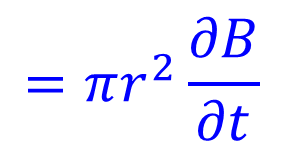 = πr² ∂B/∂t